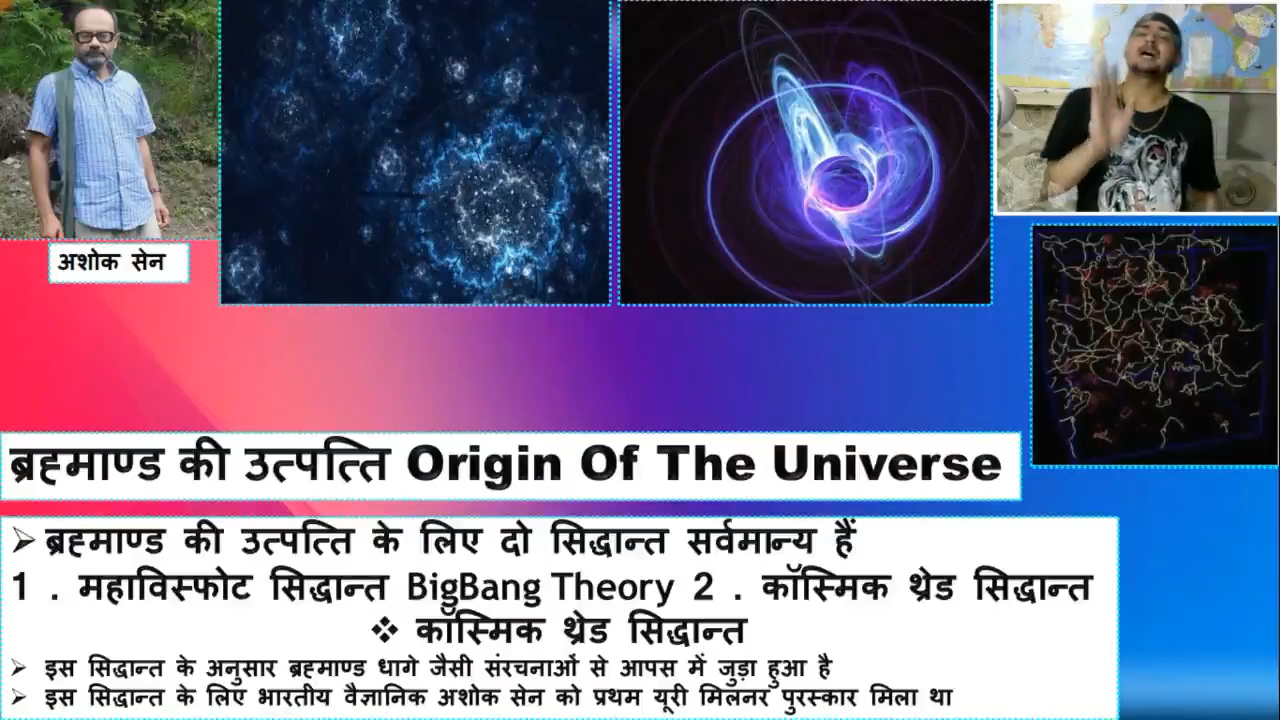 अशोक सेन
ब्रह्माण्ड की उत्पत्ति Origin Of The Universe
➢ ब्रह्माण्ड की उत्पत्ति के लिए दो सिद्धान्त सर्वमान्य हैं
1 . महाविस्फोट सिद्धान्त BigBang Theory 2 . कॉस्मिक थ्रेड सिद्धान्त
❖ कॉस्मिक थ्रेड सिद्धान्त
➢ इस सिद्धान्त के अनुसार ब्रह्माण्ड धागे जैसी संरचनाओं से आपस में जुड़ा हुआ है
➢ इस सिद्धान्त के लिए भारतीय वैज्ञानिक अशोक सेन को प्रथम यूरी मिलनर पुरस्कार मिला था